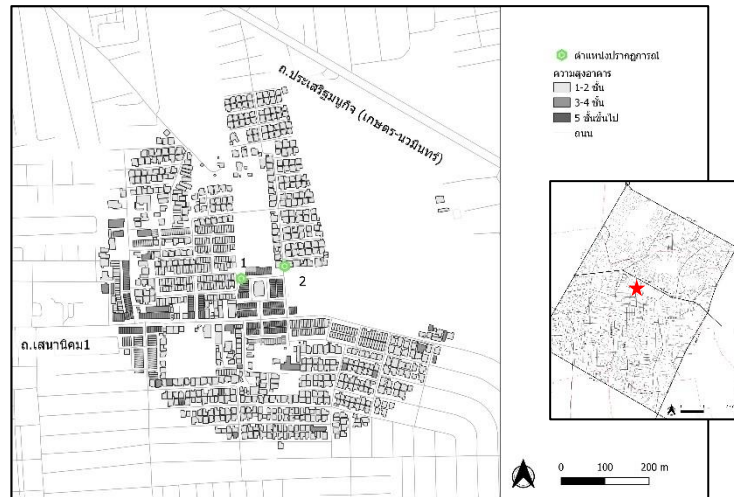 ถ.ประเสริฐมนูกิจ (เกษตร-นวมินทร์)
1
2
ถ.เสนานิคม1
ตำแหน่งปรากฏการณ์
ความสูงอาคาร
1-2 ชั้น
3-4 ชั้น
5 ชั้นขึ้นไป
ถนน
0 100 200 m